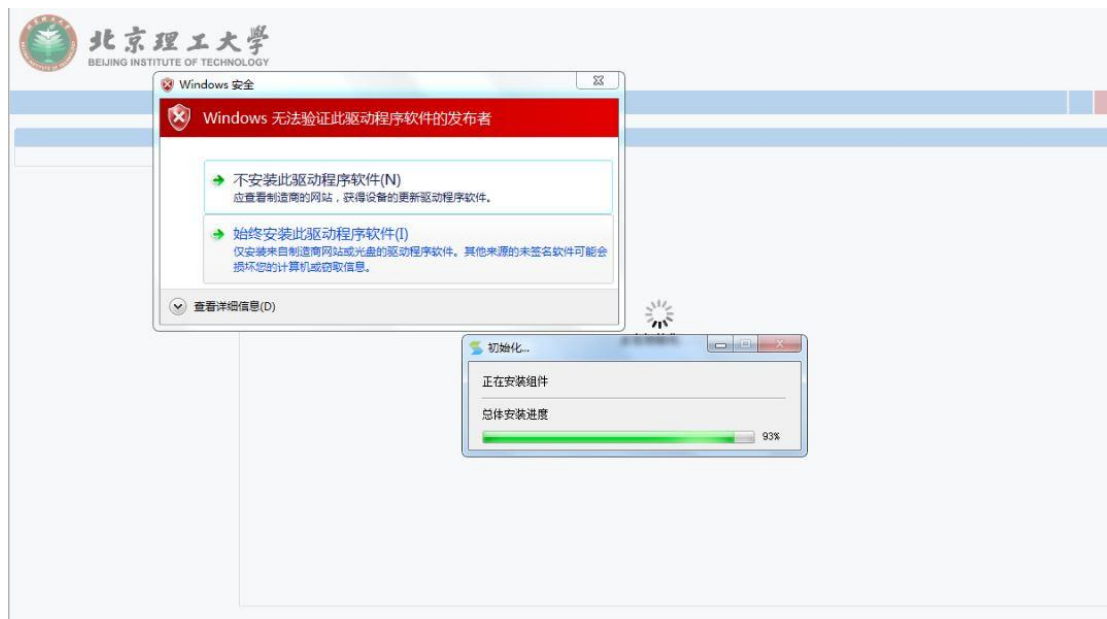 北京理工大學
BEIJING INSTITUTE OF TECHNOLOGY
Windows 安全
Windows 无法验证此驱动程序软件的发布者
不安装此驱动程序软件(N)
应查看制造商的网站，获得设备的更新驱动程序软件。
始终安装此驱动程序软件(I)
仅安装来自制造商网站或光盘的驱动程序软件。其他来源的未签名软件可能会
损坏您的计算机或窃取信息。
查看详细信息(D)
初始化...
正在安装组件
总体安装进度
93%